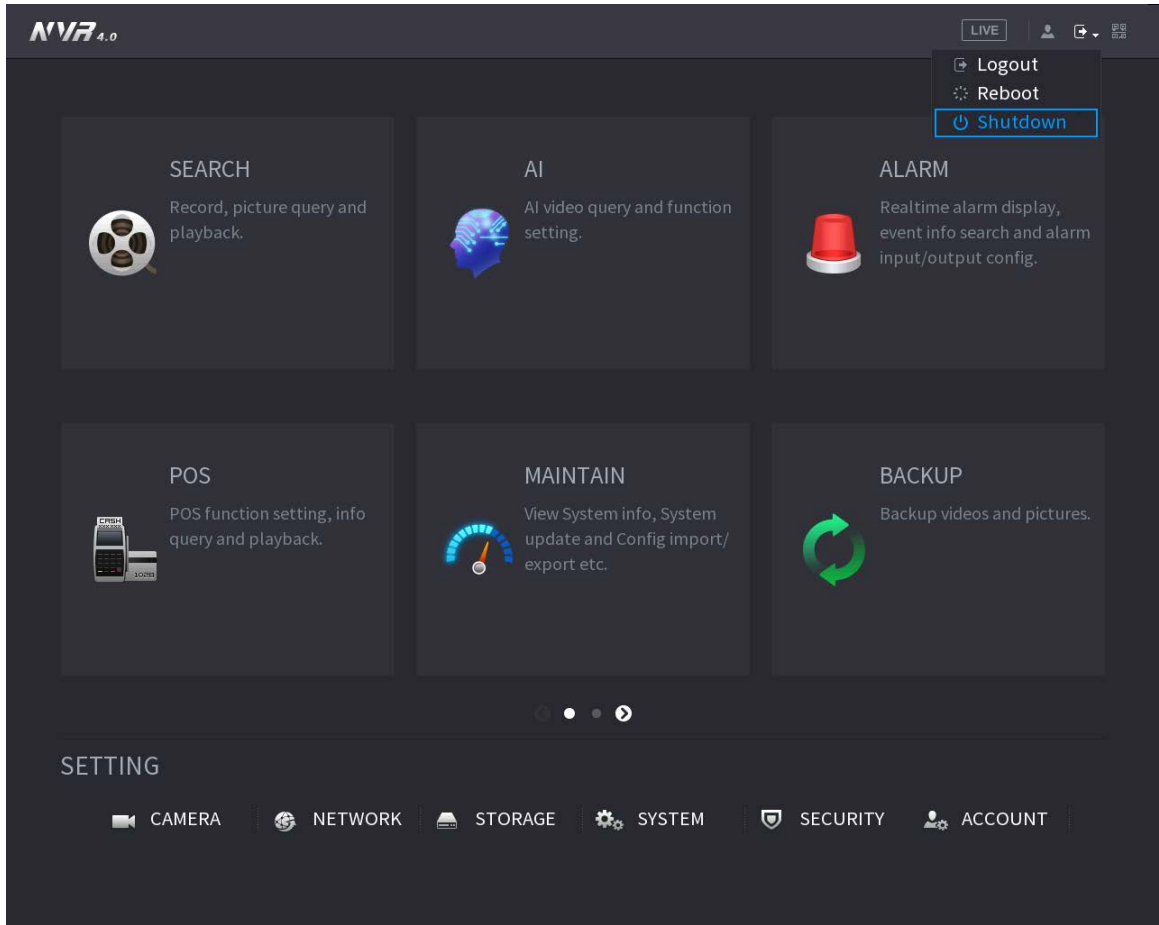 NVR 4.0
LIVE
Logout
Reboot
Shutdown
SEARCH
Record, picture query and
playback.
AI
AI video query and function
setting.
ALARM
Realtime alarm display,
event info search and alarm
input/output config.
POS
POS function setting, info
query and playback.
CASH
MAINTAIN
View System info, System
update and Config import/
export etc.
BACKUP
Backup videos and pictures.
SETTING
CAMERA
NETWORK
STORAGE
SYSTEM
SECURITY
ACCOUNT